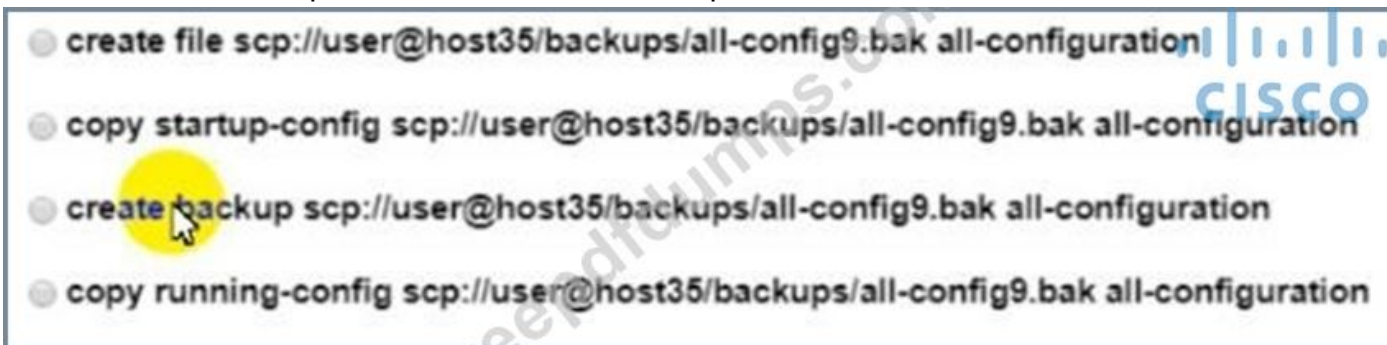 create file scp://user@host35/backups/all-config9.bak all-configuration
CISCO
copy startup-config scp://user@host35/backups/all-config9.bak all-configuration
create backup scp://user@host35/backups/all-config9.bak all-configuration
copy running-config scp://user@host35/backups/all-config9.bak all-configuration
eepdfdumps.co